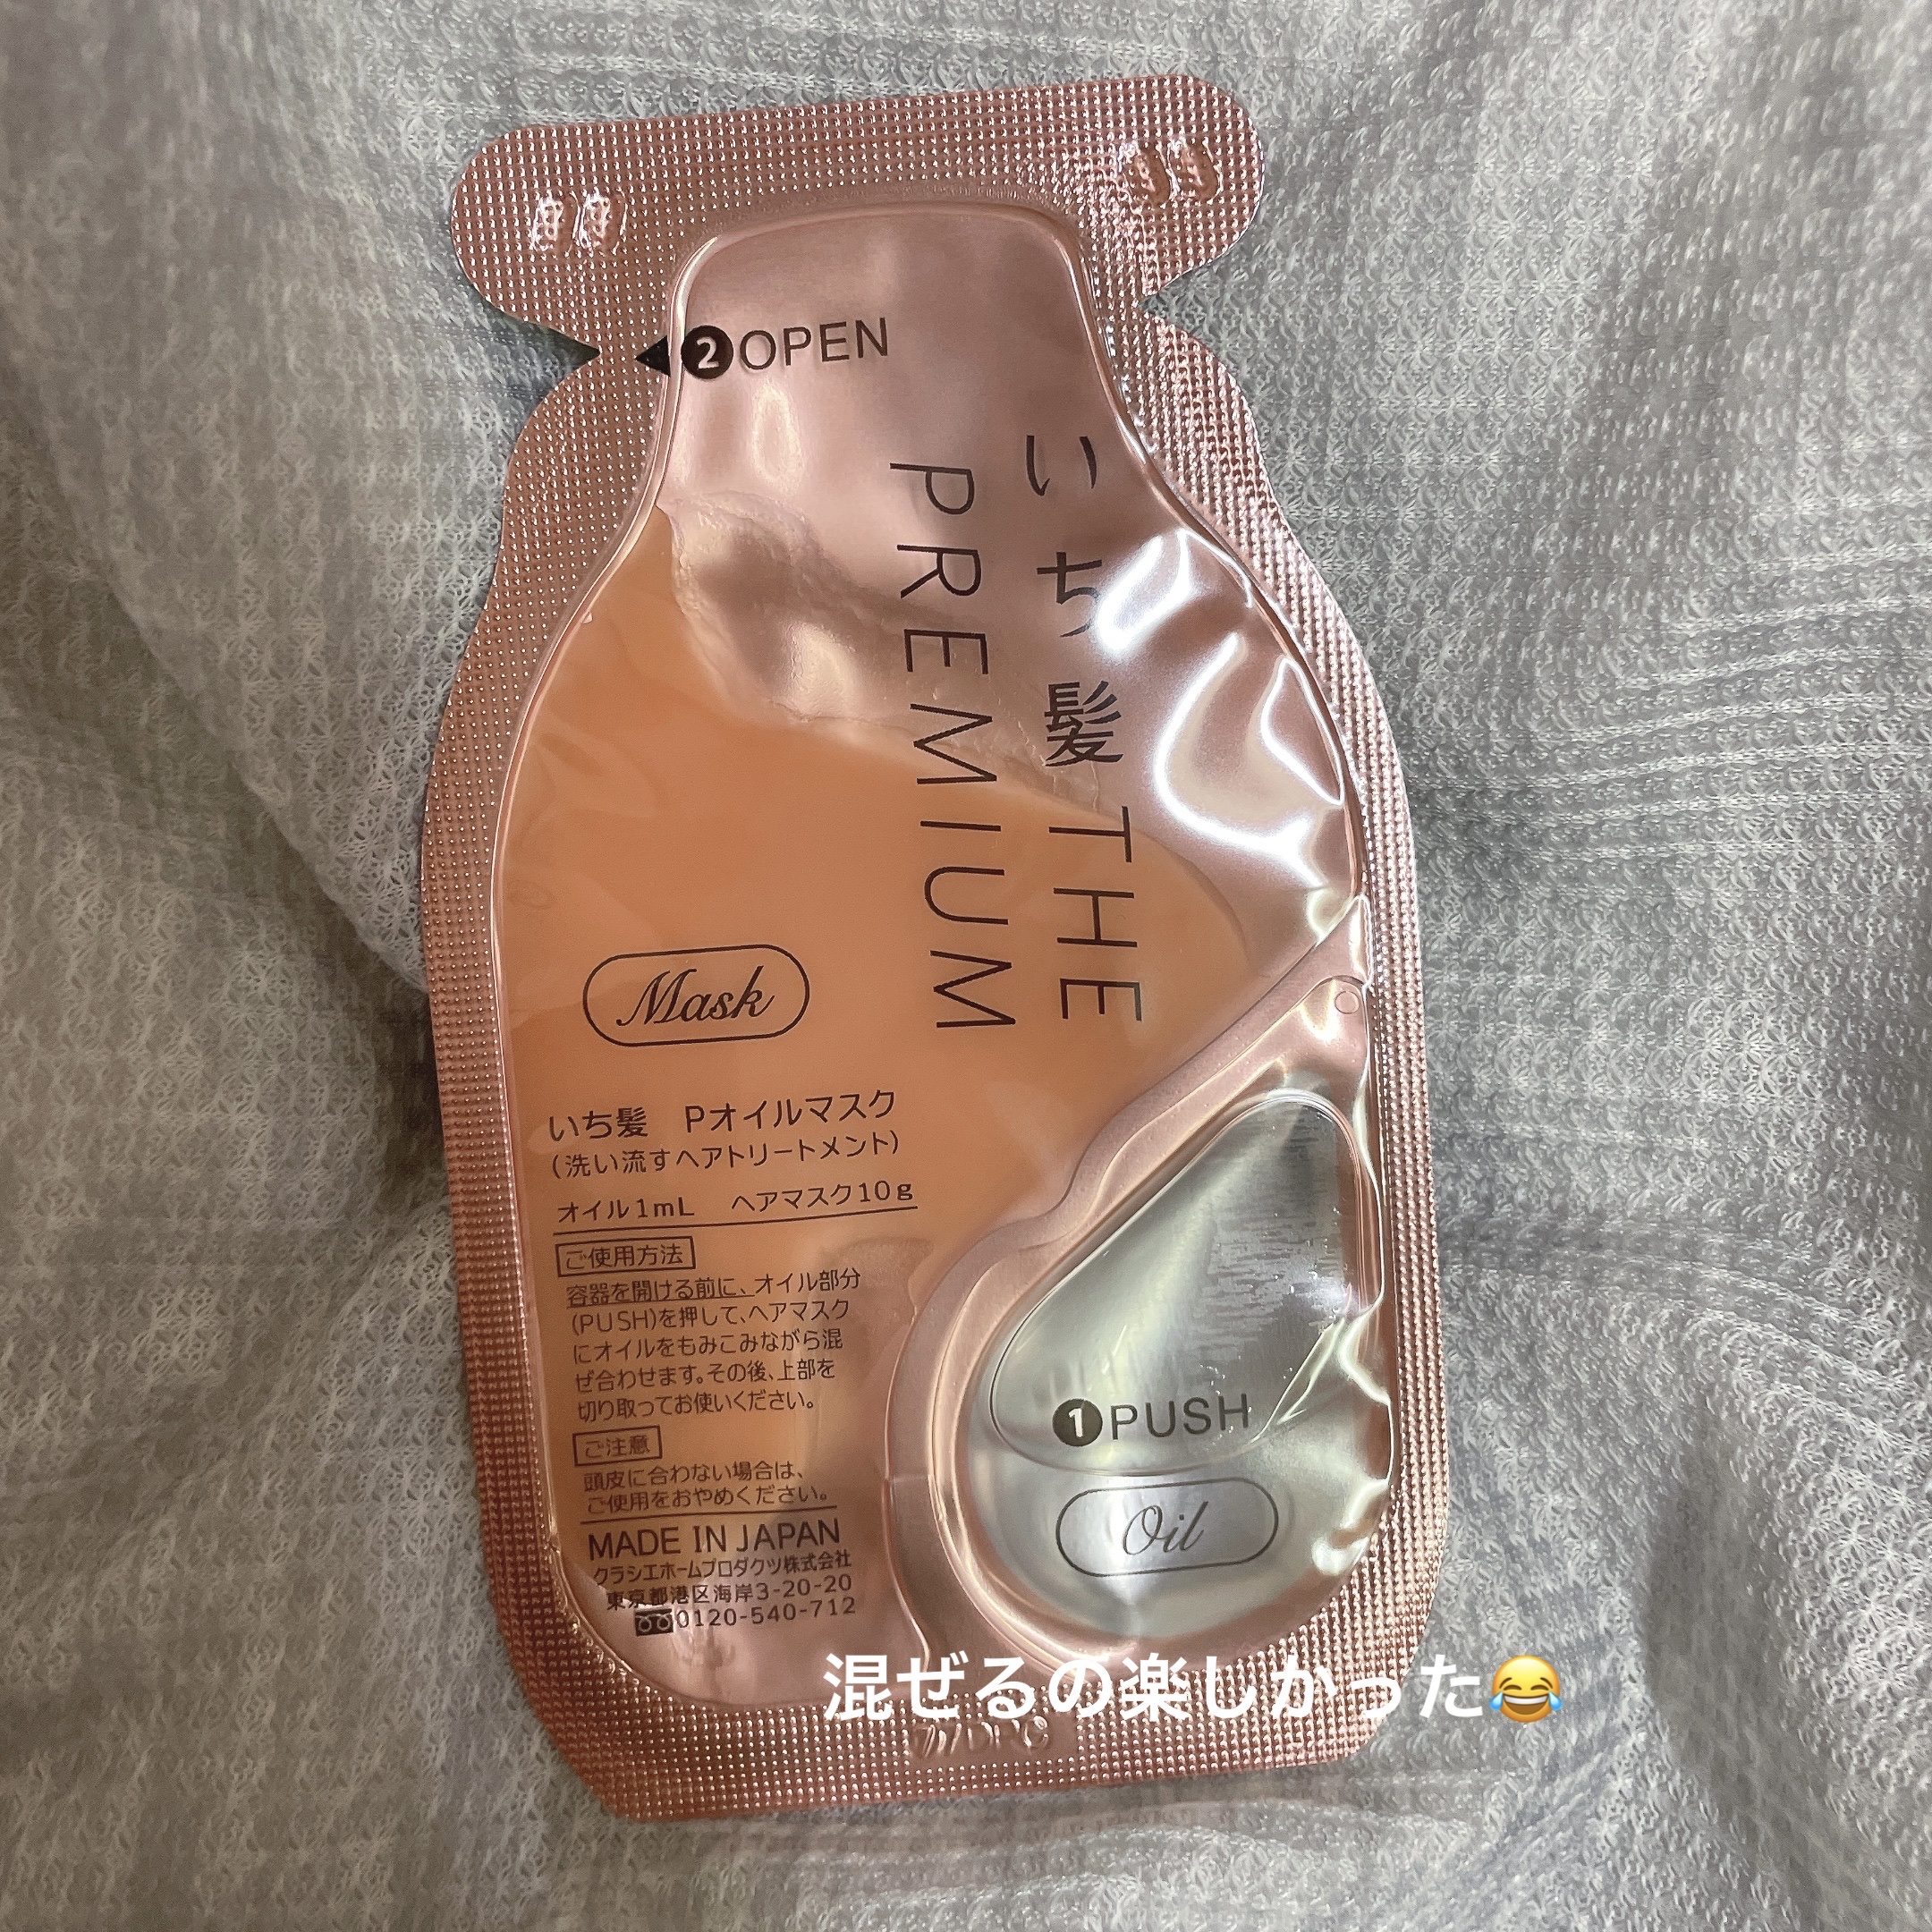 ❷OPEN
いち髪 THE
PREMIUM
Mask
いち髪 Pオイルマスク
(洗い流すヘアトリートメント)
オイル1mL ヘアマスク10g
ご使用方法
容器を開ける前に、オイル部分
(PUSH)を押して、ヘアマスク
にオイルをもみこみながら混
ぜ合わせます。その後、上部を
切り取ってお使いください。
ご注意
頭皮に合わない場合は、
ご使用をおやめください。
MADE IN JAPAN
クラシエホームプロダクツ株式会社
東京都港区海岸3-20-20
0120-540-712
❶PUSH
Oil
混ぜるの楽しかった😂